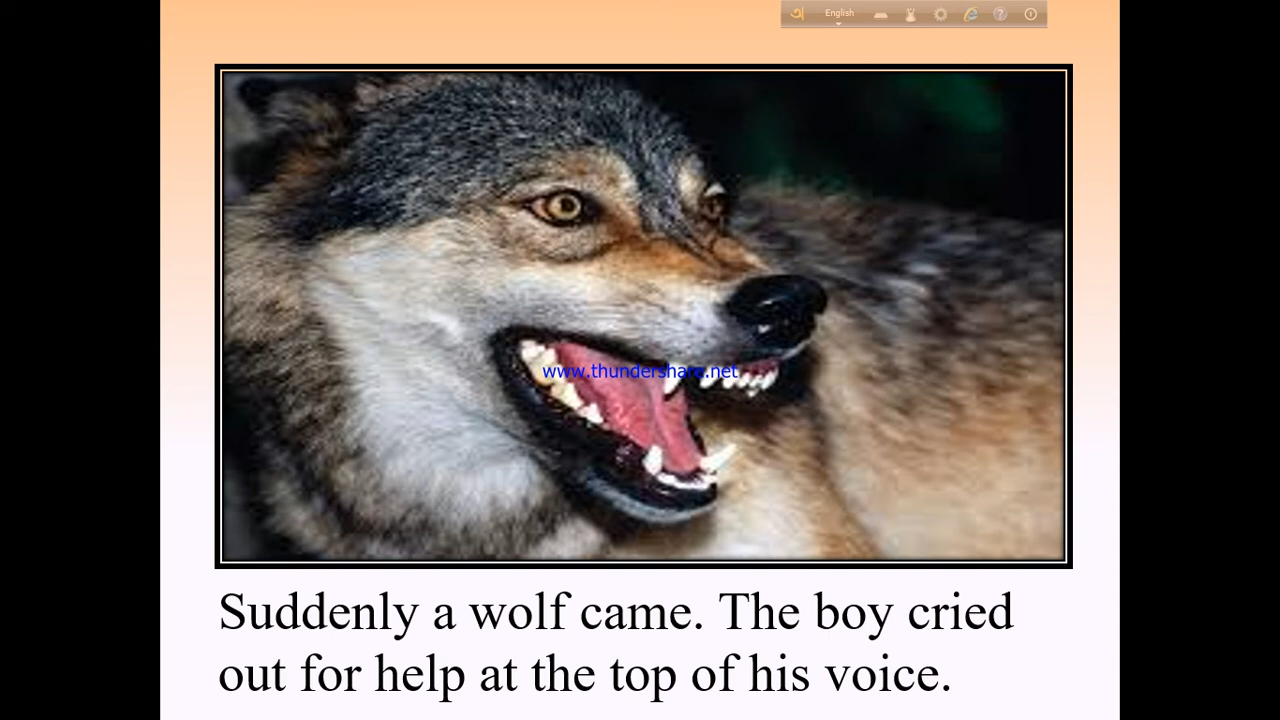 অ English
www.thundershare.net
Suddenly a wolf came. The boy cried
out for help at the top of his voice.